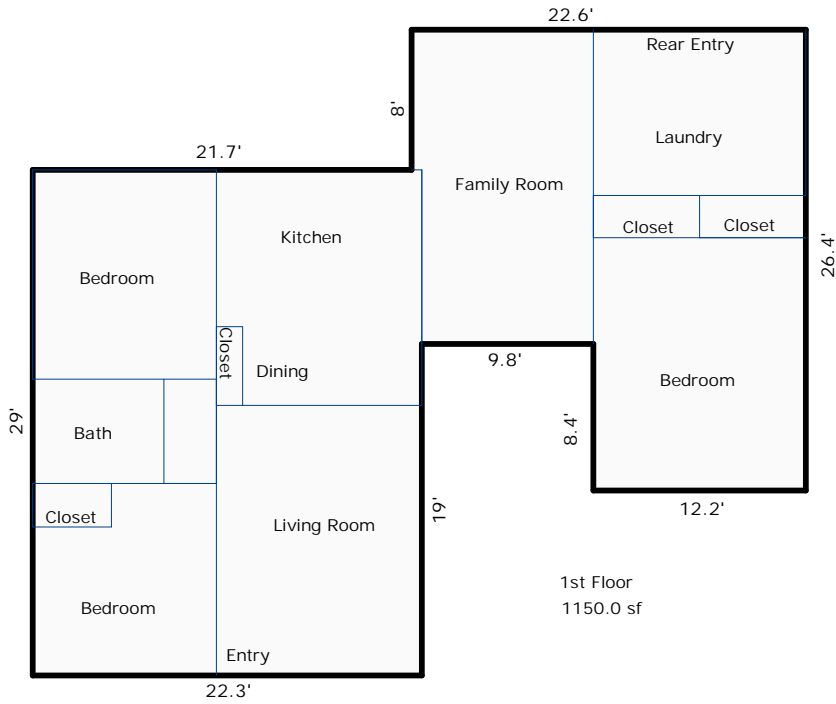 22.6'
Rear Entry
8'
Laundry
21.7'
Family Room
Closet
Closet
Kitchen
26.4'
Bedroom
Closet
Dining
9.8'
Bedroom
29'
Bath
8.4'
Closet
Living Room
19'
12.2'
1st Floor
1150.0 sf
Bedroom
Entry
22.3'